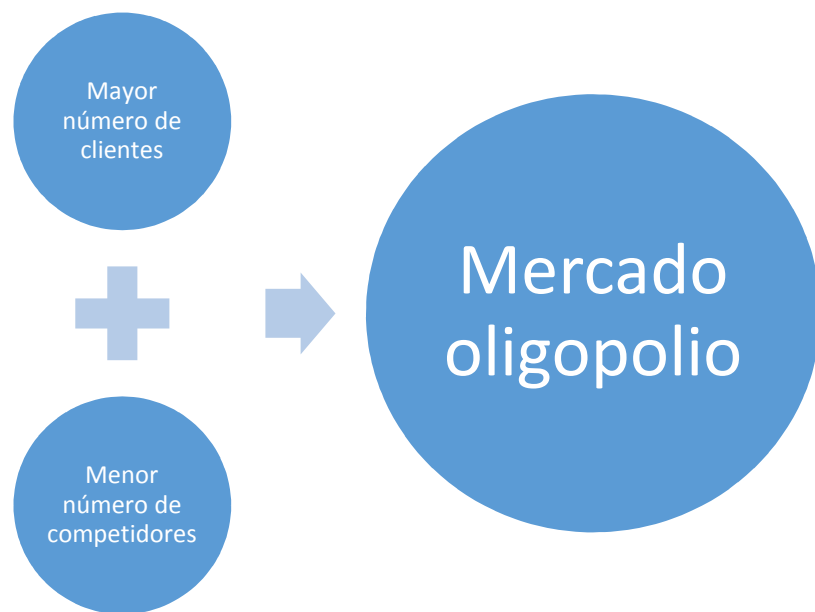 Mayor
número de
clientes
Menor
número de
competidores
Mercado
oligopolio